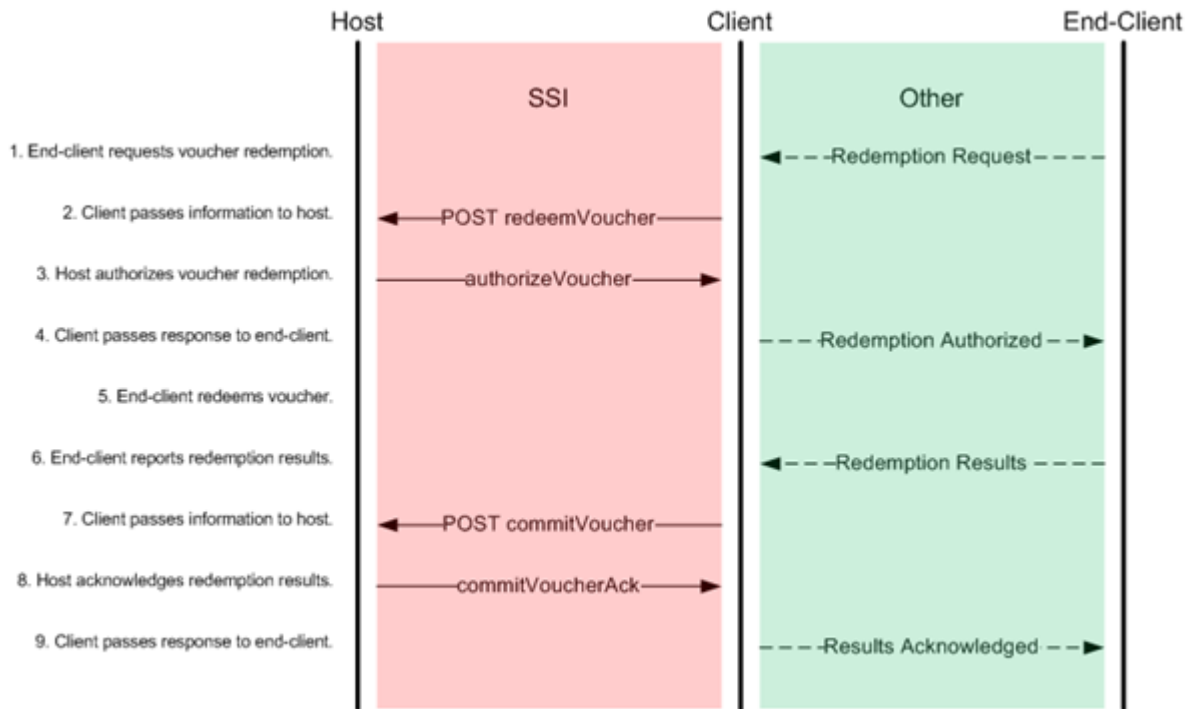 Host Client End-Client
SSI Other
1. End-client requests voucher redemption. Redemption Request
2. Client passes information to host. POST redeemVoucher
3. Host authorizes voucher redemption. authorizeVoucher
4. Client passes response to end-client. Redemption Authorized
5. End-client redeems voucher.
6. End-client reports redemption results. Redemption Results
7. Client passes information to host. POST commitVoucher
8. Host acknowledges redemption results. commitVoucherAck
9. Client passes response to end-client. Results Acknowledged